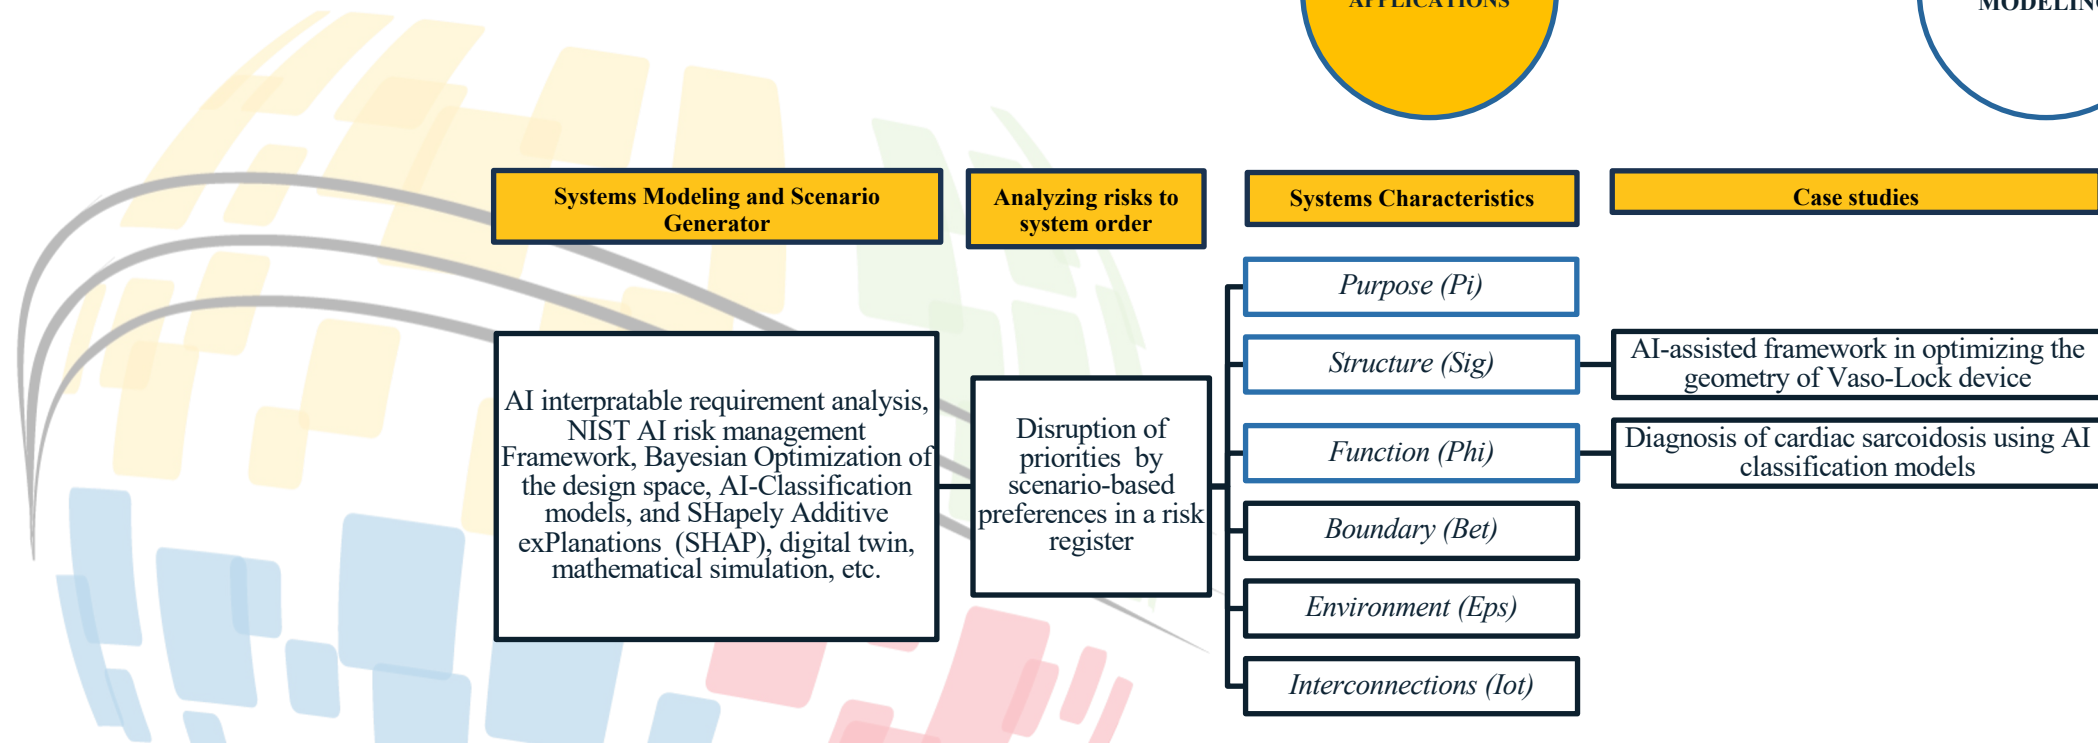 APPLICATIONS
MODELING
Systems Modeling and Scenario
Generator
Analyzing risks to
system order
Systems Characteristics
Case studies
AI interpratable requirement analysis,
NIST AI risk management
Framework, Bayesian Optimization of
the design space, AI-Classification
models, and SHapely Additive
exPlanations (SHAP), digital twin,
mathematical simulation, etc.
Disruption of
priorities by
scenario-based
preferences in a risk
register
Purpose (Pi)
Structure (Sig)
Function (Phi)
Boundary (Bet)
Environment (Eps)
Interconnections (Iot)
AI-assisted framework in optimizing the
geometry of Vaso-Lock device
Diagnosis of cardiac sarcoidosis using AI
classification models